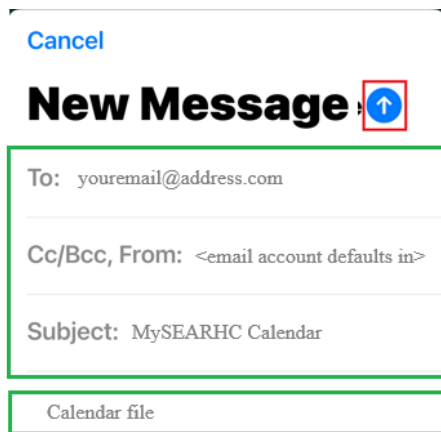 Cancel
New Message
To: youremail@address.com
Cc/Bcc, From: <email account defaults in>
Subject: MySEARHC Calendar
Calendar file